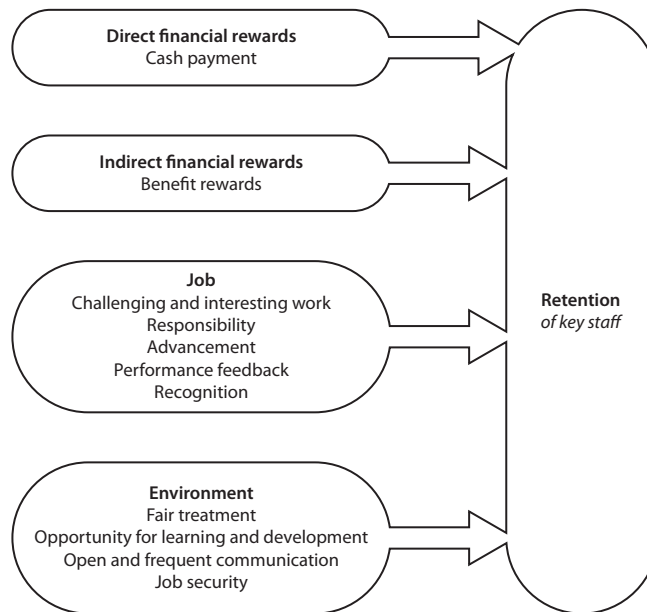 Direct financial rewards
Cash payment
Indirect financial rewards
Benefit rewards
Job
Challenging and interesting work
Responsibility
Advancement
Performance feedback
Recognition
Retention
of key staff
Environment
Fair treatment
Opportunity for learning and development
Open and frequent communication
Job security